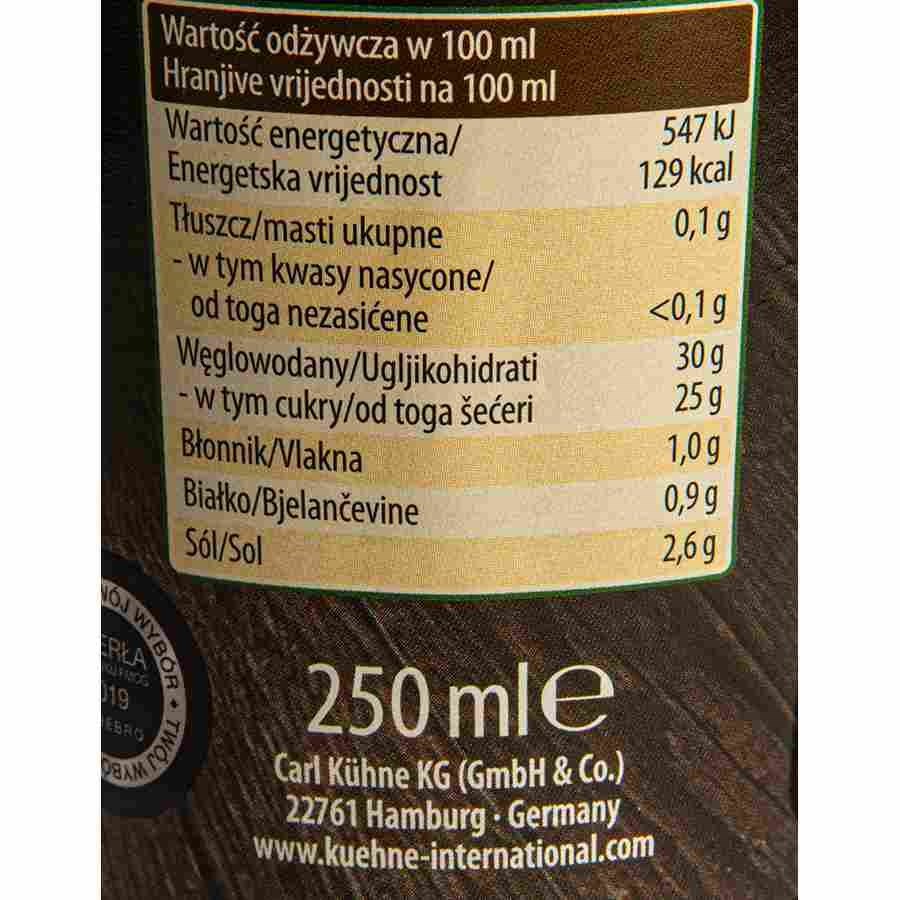 Wartość odżywcza w 100 ml
Hranjive vrijednosti na 100 ml
Wartość energetyczna/ 547 kJ
Energetska vrijednost 129 kcal
Tłuszcz/masti ukupne 0,1 g
- w tym kwasy nasycone/
od toga nezasićene <0,1 g
Węglowodany/Ugljikohidrati 30 g
- w tym cukry/od toga šećeri 25 g
Błonnik/Vlakna 1,0 g
Białko/Bjelančevine 0,9 g
Sól/Sol 2,6 g
WYBÓR • TWÓJ
250 ml e
Carl Kühne KG (GmbH & Co.)
22761 Hamburg · Germany
www.kuehne-international.com